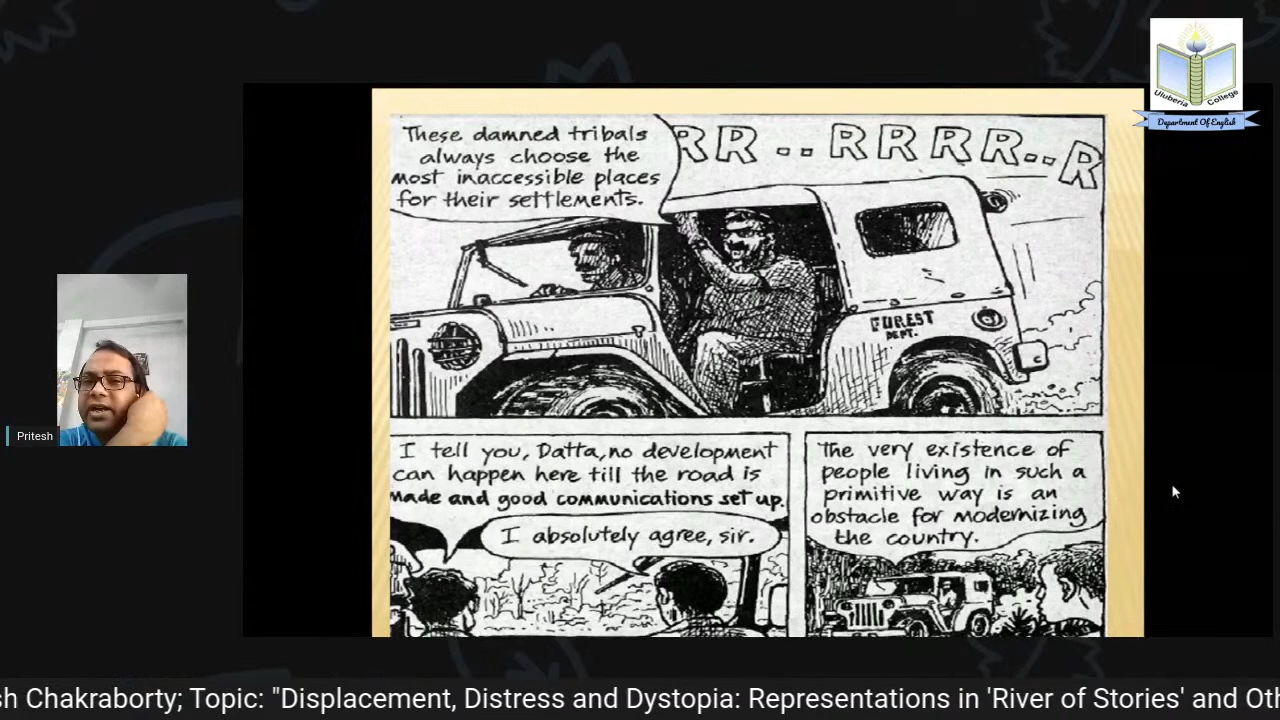 Uluberia College
Department Of English
These damned tribals
always choose the
most inaccessible places
for their settlements.
RR .. RRRR.. R
FOREST
DEPT.
I tell you, Datta, no development
can happen here till the road is
made and good communications set up.
I absolutely agree, sir.
The very existence of
people living in such a
primitive way is an
obstacle for modernizing
the country.
Pritesh
sh Chakraborty; Topic: "Displacement, Distress and Dystopia: Representations in 'River of Stories' and Oth